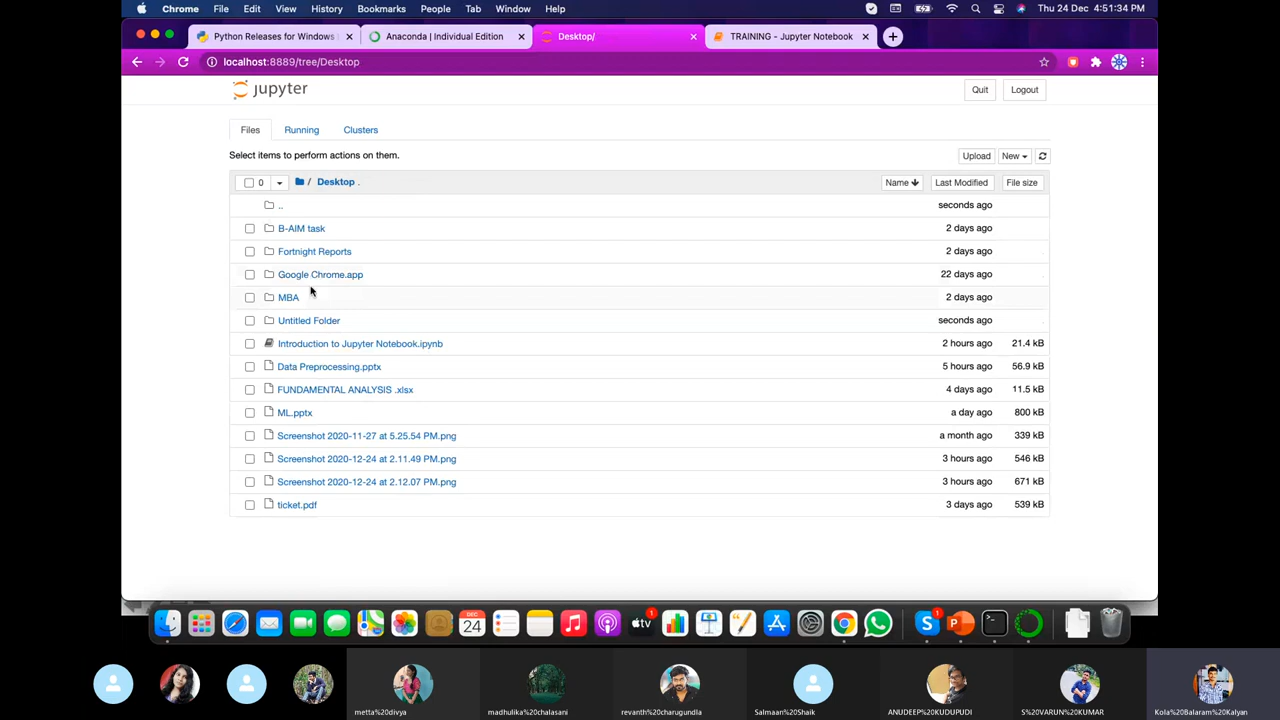 Chrome File Edit View History Bookmarks People Tab Window Help Thu 24 Dec 4:51:34 PM
Python Releases for Windows Anaconda | Individual Edition Desktop/ TRAINING - Jupyter Notebook
localhost:8889/tree/Desktop
jupyter Quit Logout
Files Running Clusters
Select items to perform actions on them. Upload New
0 / Desktop Name Last Modified File size
.. seconds ago
B-AIM task 2 days ago
Fortnight Reports 2 days ago
Google Chrome.app 22 days ago
MBA 2 days ago
Untitled Folder seconds ago
Introduction to Jupyter Notebook.ipynb 2 hours ago 21.4 kB
Data Preprocessing.pptx 5 hours ago 56.9 kB
FUNDAMENTAL ANALYSIS .xlsx 4 days ago 11.5 kB
ML.pptx a day ago 800 kB
Screenshot 2020-11-27 at 5.25.54 PM.png a month ago 339 kB
Screenshot 2020-12-24 at 2.11.49 PM.png 3 hours ago 546 kB
Screenshot 2020-12-24 at 2.12.07 PM.png 3 hours ago 671 kB
ticket.pdf 3 days ago 539 kB
DEC 24 tv 1 1
metta%20divya madhulika%20chalasani revanth%20charugundla Salmaan%20Shaik ANUDEEP%20KUDUPUDI S%20VARUN%20KUMAR Kola%20Balaram%20Kalyan